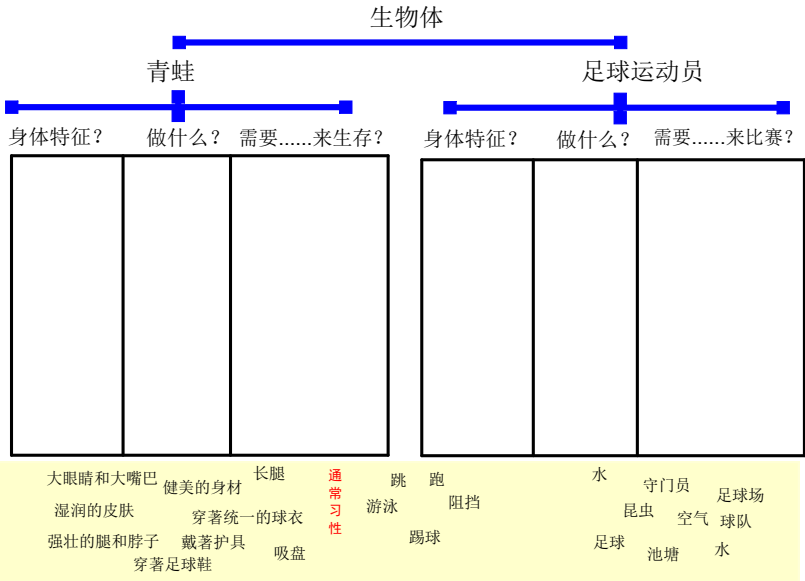 生物体
青蛙
足球运动员
身体特征？
做什么？
需要......来生存？
身体特征？
做什么？
需要......来比赛？
大眼睛和大嘴巴
健美的身材
长腿
湿润的皮肤
穿著统一的球衣
强壮的腿和脖子
戴著护具
吸盘
穿著足球鞋
通常习性
跳
跑
游泳
阻挡
踢球
水
守门员
足球场
昆虫
空气
球队
足球
池塘
水